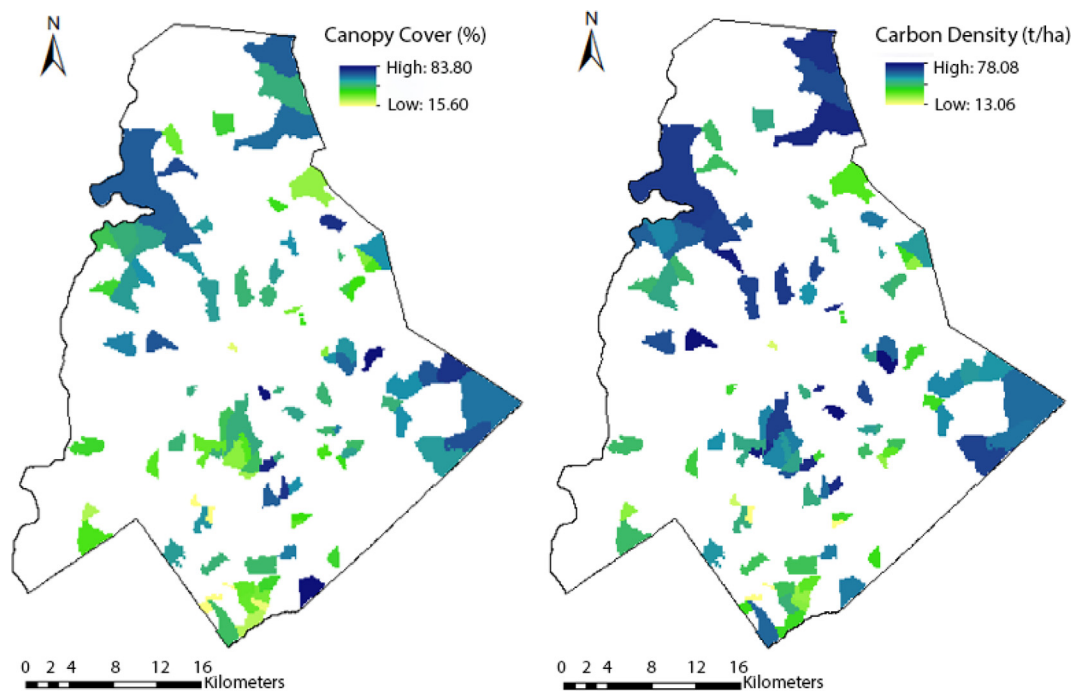 N
Canopy Cover (%)
High: 83.80
Low: 15.60
0 2 4 8 12 16
Kilometers
N
Carbon Density (t/ha)
High: 78.08
Low: 13.06
0 2 4 8 12 16
Kilometers